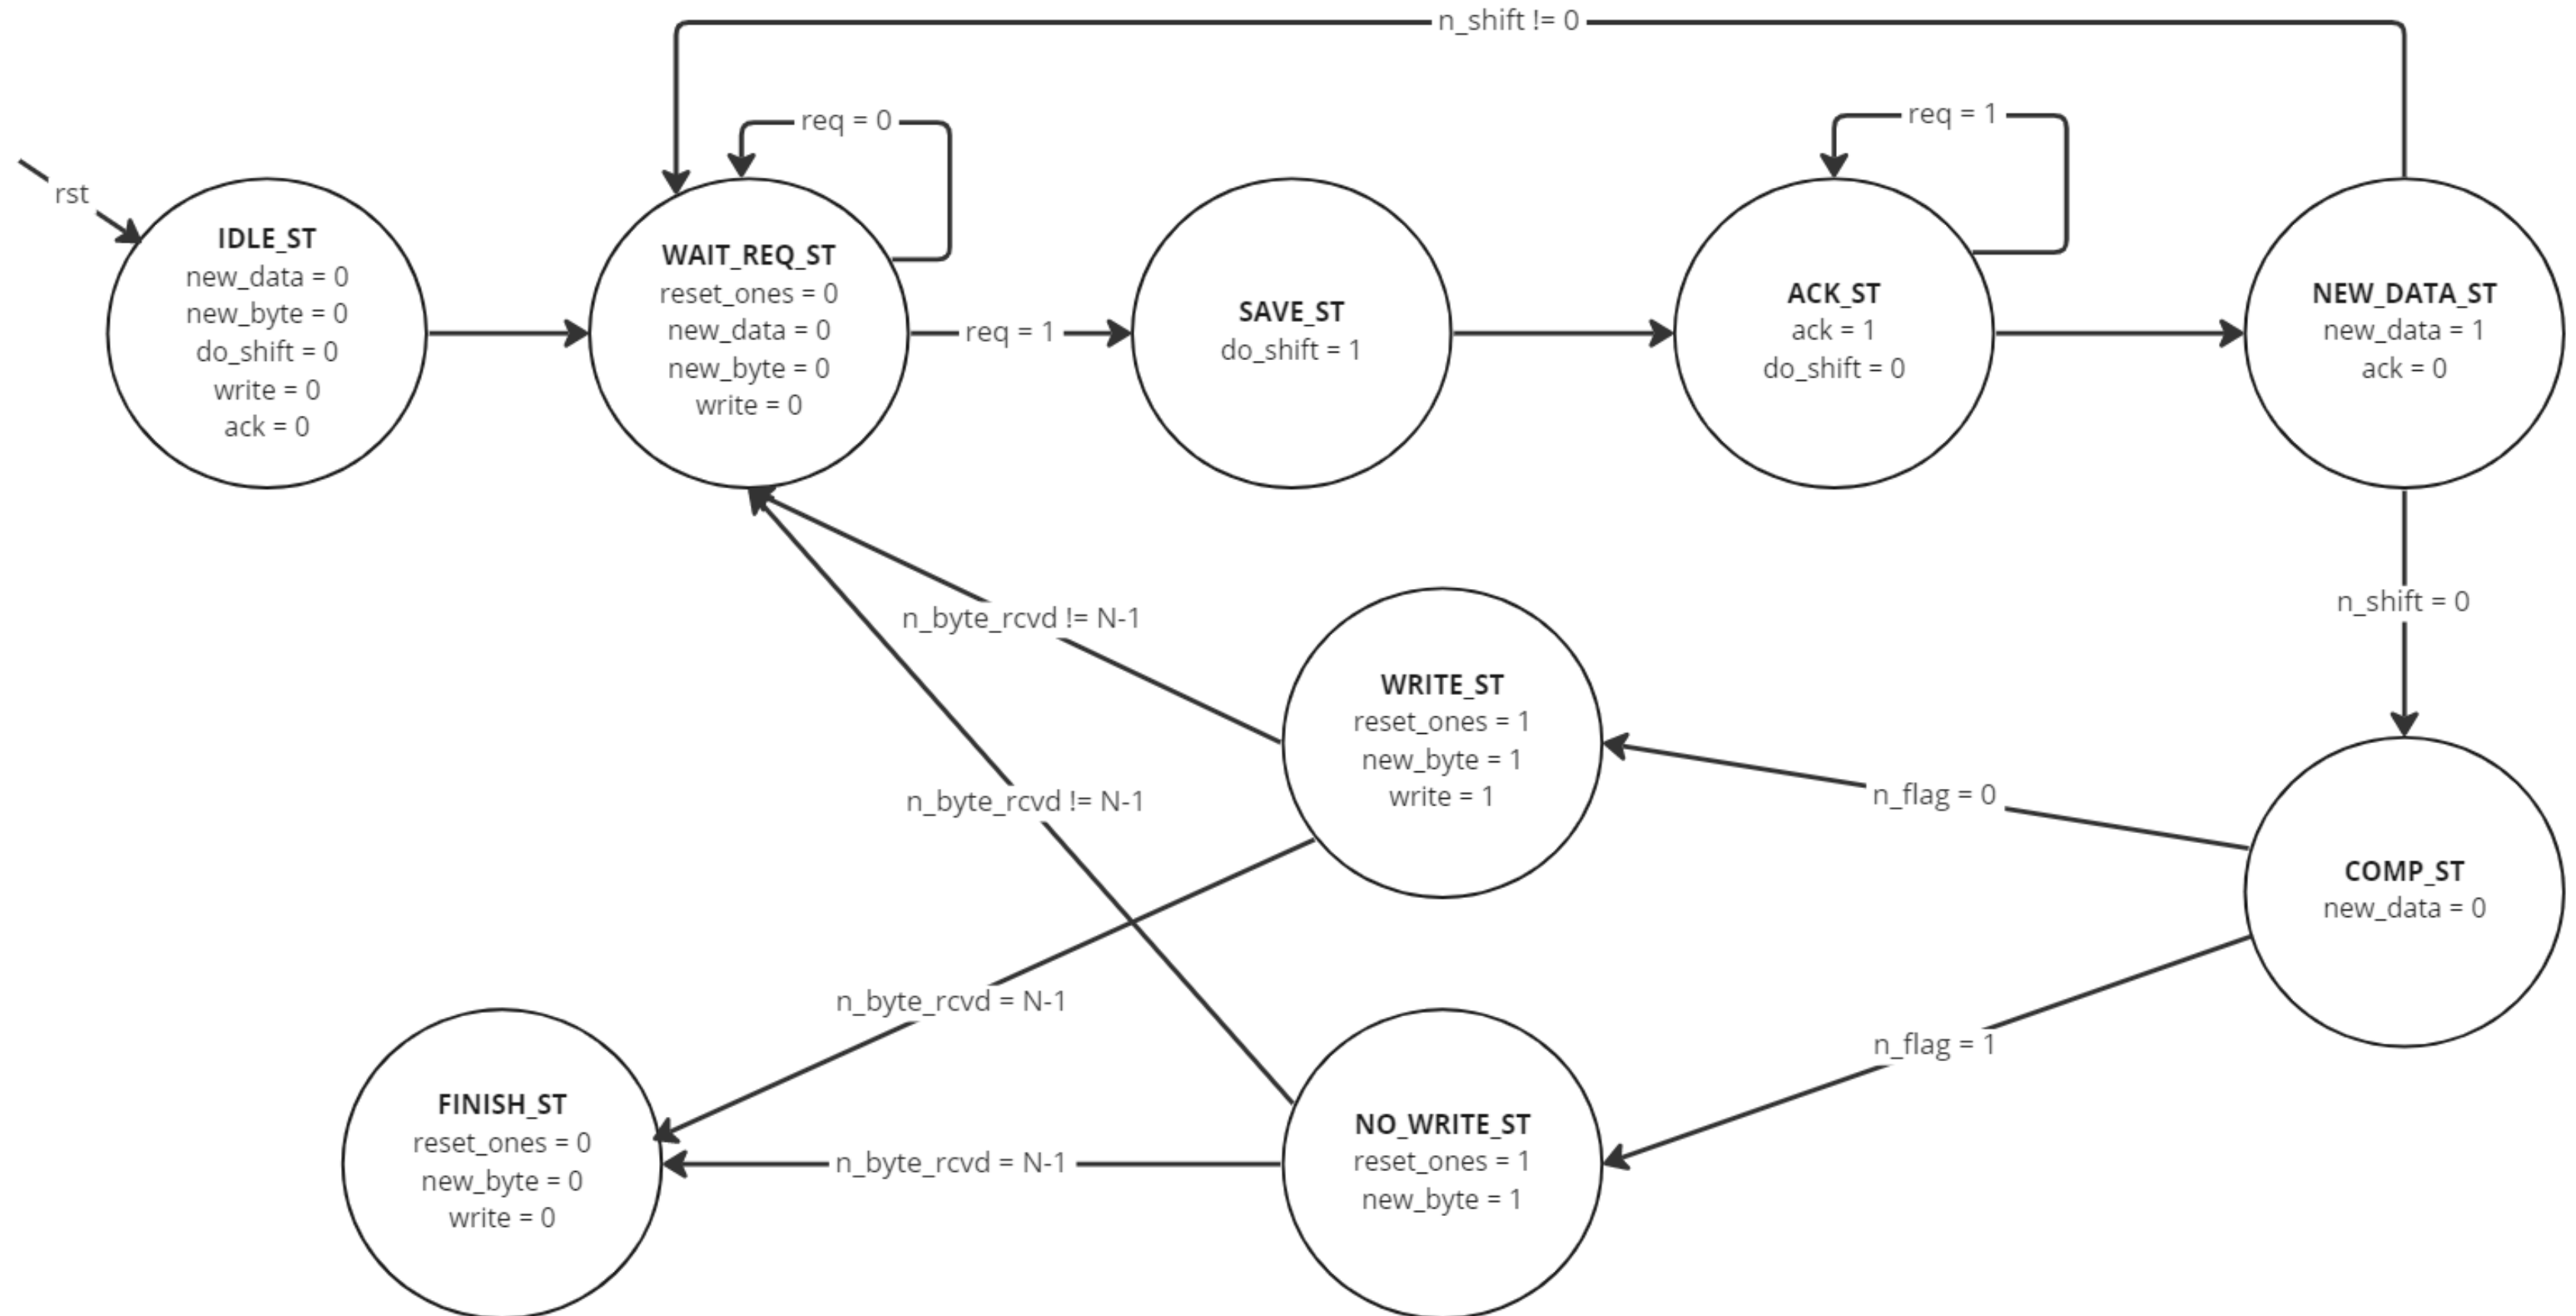 n_shift != 0
req = 0
req = 1
rst
IDLE_ST
new_data = 0
new_byte = 0
do_shift = 0
write = 0
ack = 0
WAIT_REQ_ST
reset_ones = 0
new_data = 0
new_byte = 0
write = 0
req = 1
SAVE_ST
do_shift = 1
ACK_ST
ack = 1
do_shift = 0
NEW_DATA_ST
new_data = 1
ack = 0
n_shift = 0
n_byte_rcvd != N-1
WRITE_ST
reset_ones = 1
new_byte = 1
write = 1
n_flag = 0
n_byte_rcvd != N-1
COMP_ST
new_data = 0
n_byte_rcvd = N-1
n_flag = 1
FINISH_ST
reset_ones = 0
new_byte = 0
write = 0
n_byte_rcvd = N-1
NO_WRITE_ST
reset_ones = 1
new_byte = 1